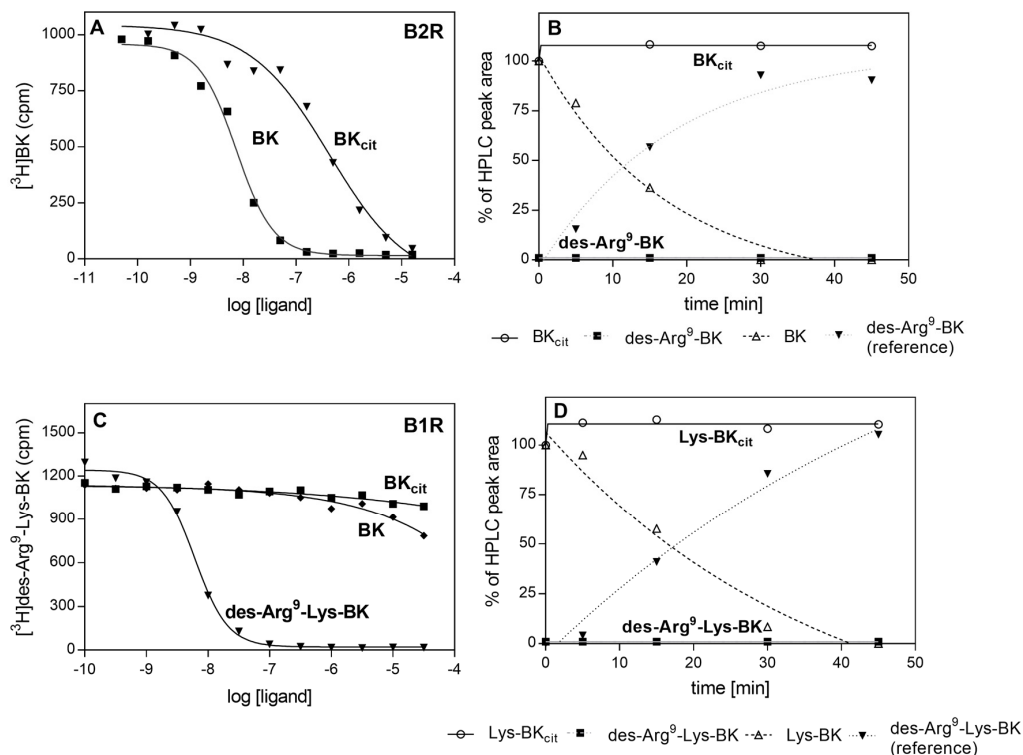 A
B2R
[³H]BK (cpm)
1000
750
500
250
0
BK
BKcit
-11 -10 -9 -8 -7 -6 -5 -4
log [ligand]
B
% of HPLC peak area
100
75
50
25
0
BKcit
des-Arg⁹-BK
0 10 20 30 40 50
time [min]
BKcit des-Arg⁹-BK BK des-Arg⁹-BK
(reference)
C
B1R
[³H]des-Arg⁹-Lys-BK (cpm)
1500
1200
900
600
300
0
BKcit
BK
des-Arg⁹-Lys-BK
-10 -9 -8 -7 -6 -5 -4
log [ligand]
D
% of HPLC peak area
100
75
50
25
0
Lys-BKcit
des-Arg⁹-Lys-BK
0 10 20 30 40 50
time [min]
Lys-BKcit des-Arg⁹-Lys-BK Lys-BK des-Arg⁹-Lys-BK
(reference)